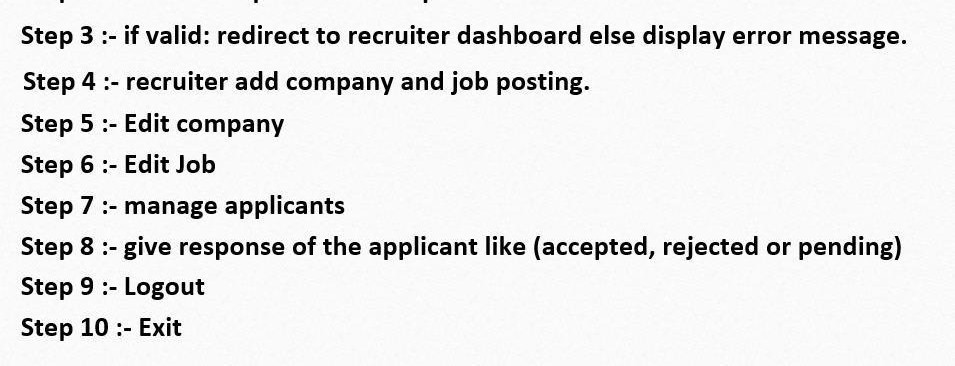 Step 3 :- if valid: redirect to recruiter dashboard else display error message.
Step 4 :- recruiter add company and job posting.
Step 5 :- Edit company
Step 6 :- Edit Job
Step 7 :- manage applicants
Step 8 :- give response of the applicant like (accepted, rejected or pending)
Step 9 :- Logout
Step 10 :- Exit